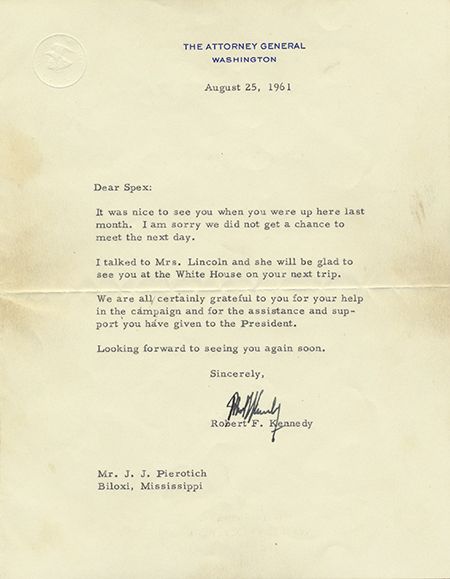 THE ATTORNEY GENERAL
WASHINGTON
August 25, 1961
Dear Spex:
It was nice to see you when you were up here last
month. I am sorry we did not get a chance to
meet the next day.
I talked to Mrs. Lincoln and she will be glad to
see you at the White House on your next trip.
We are all certainly grateful to you for your help
in the campaign and for the assistance and sup-
port you have given to the President.
Looking forward to seeing you again soon.
Sincerely,
Robert F. Kennedy
Mr. J. J. Pierotich
Biloxi, Mississippi